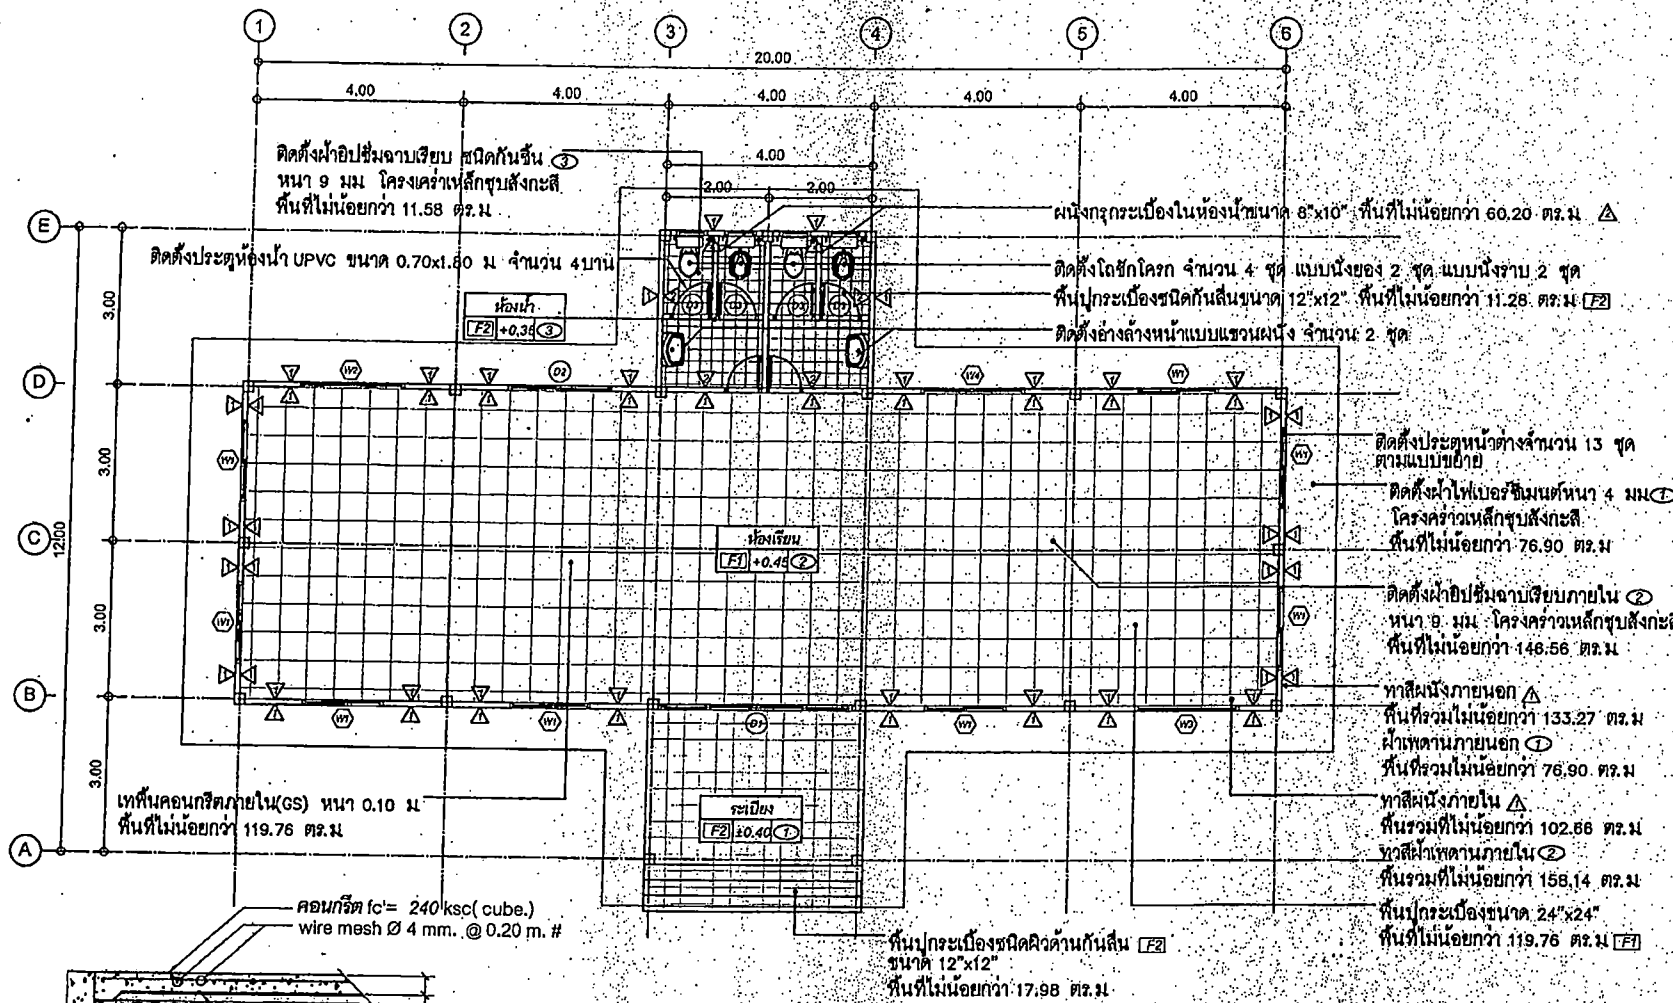 1 2 3 4 5 6
20.00
4.00 4.00 4.00 4.00 4.00
ติดตั้งฝ้ายิปซั่มฉาบเรียบ ชนิดกันชื้น 3
หนา 9 มม โครงเคร่าเหล็กชุบสังกะสี
พื้นที่ไม่น้อยกว่า 11.58 ตร.ม
4.00
2.00 2.00
ผนังกรุกระเบื้องในห้องน้ำขนาด 8"x10" พื้นที่ไม่น้อยกว่า 60.20 ตร.ม 2
E
ติดตั้งประตูห้องน้ำ UPVC ขนาด 0.70x1.80 ม จำนวน 4บาน
ติดตั้งโถชักโครก จำนวน 4 ชุด แบบนั่งยอง 2 ชุด แบบนั่งราบ 2 ชุด
พื้นปูกระเบื้องชนิดกันลื่นขนาด 12"x12" พื้นที่ไม่น้อยกว่า 11.28 ตร.ม F2
ติดตั้งอ่างล้างหน้าแบบแขวนผนัง จำนวน 2 ชุด
3.00
ห้องน้ำ
F2 +0.35 3
D
W2 D2 W4 W1
ติดตั้งประตูหน้าต่างจำนวน 13 ชุด
ตามแบบขยาย
ติดตั้งฝ้าไฟเบอร์ซีเมนต์หนา 4 มม 1
โครงคร่าวเหล็กชุบสังกะสี
พื้นที่ไม่น้อยกว่า 76.90 ตร.ม
3.00
W1
C
12.00
ห้องเรียน
F1 +0.45 2
ติดตั้งฝ้ายิปซั่มฉาบเรียบภายใน 2
หนา 9 มม โครงคร่าวเหล็กชุบสังกะสี
พื้นที่ไม่น้อยกว่า 146.56 ตร.ม
3.00
W1
B
W1 W1 D1 W1 W3
ทาสีผนังภายนอก 1
พื้นที่รวมไม่น้อยกว่า 133.27 ตร.ม
ฝ้าเพดานภายนอก 1
พื้นที่รวมไม่น้อยกว่า 76.90 ตร.ม
3.00
เทพื้นคอนกรีตภายใน(GS) หนา 0.10 ม
พื้นที่ไม่น้อยกว่า 119.76 ตร.ม
ระเบียง
F2 ±0.40 1
ทาสีผนังภายใน 1
พื้นรวมที่ไม่น้อยกว่า 102.66 ตร.ม
ทาสีฝ้าเพดานภายใน 2
พื้นรวมที่ไม่น้อยกว่า 158.14 ตร.ม
A
คอนกรีต fc'= 240 ksc( cube.)
wire mesh Ø 4 mm. @ 0.20 m. #
พื้นปูกระเบื้องขนาด 24"x24"
พื้นที่ไม่น้อยกว่า 119.76 ตร.ม F1
พื้นปูกระเบื้องชนิดผิวด้านกันลื่น F2
ขนาด 12"x12"
พื้นที่ไม่น้อยกว่า 17.98 ตร.ม